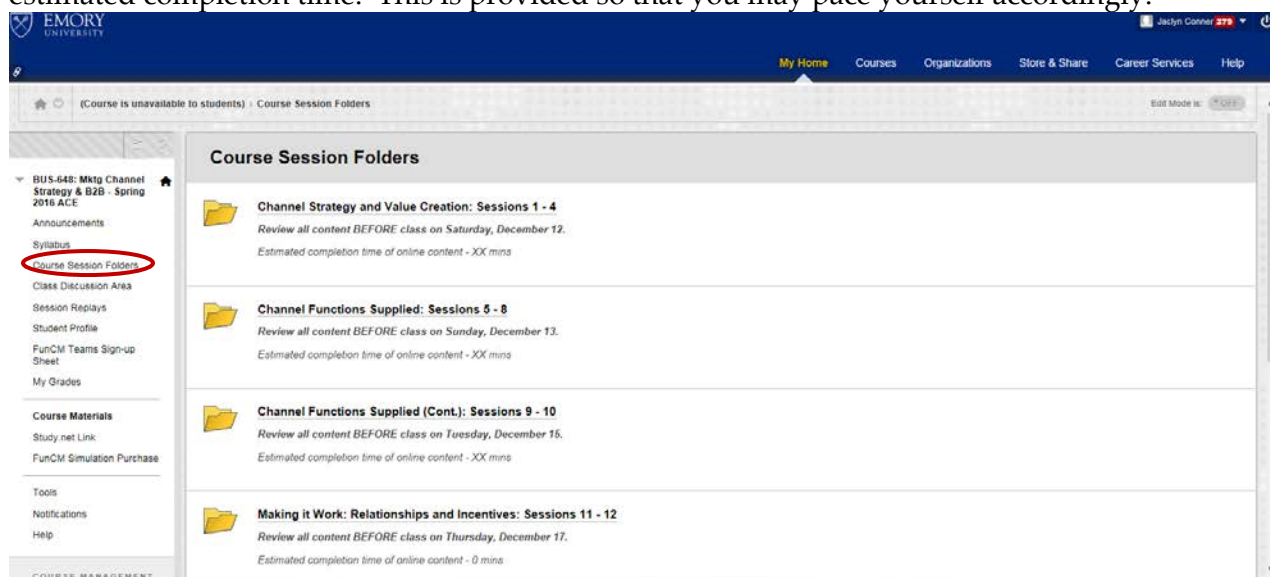 estimated completion time. This is provided so that you may pace yourself accordingly.
EMORY
UNIVERSITY
Jaclyn Conner 279
My Home Courses Organizations Store & Share Career Services Help
(Course is unavailable to students) Course Session Folders
Edit Mode is: OFF
BUS-648: Mktg Channel
Strategy & B2B - Spring
2016 ACE
Announcements
Syllabus
Course Session Folders
Class Discussion Area
Session Replays
Student Profile
FunCM Teams Sign-up
Sheet
My Grades
Course Materials
Study.net Link
FunCM Simulation Purchase
Tools
Notifications
Help
COURSE MANAGEMENT
Course Session Folders
Channel Strategy and Value Creation: Sessions 1 - 4
Review all content BEFORE class on Saturday, December 12.
Estimated completion time of online content - XX mins
Channel Functions Supplied: Sessions 5 - 8
Review all content BEFORE class on Sunday, December 13.
Estimated completion time of online content - XX mins
Channel Functions Supplied (Cont.): Sessions 9 - 10
Review all content BEFORE class on Tuesday, December 15.
Estimated completion time of online content - XX mins
Making it Work: Relationships and Incentives: Sessions 11 - 12
Review all content BEFORE class on Thursday, December 17.
Estimated completion time of online content - 0 mins